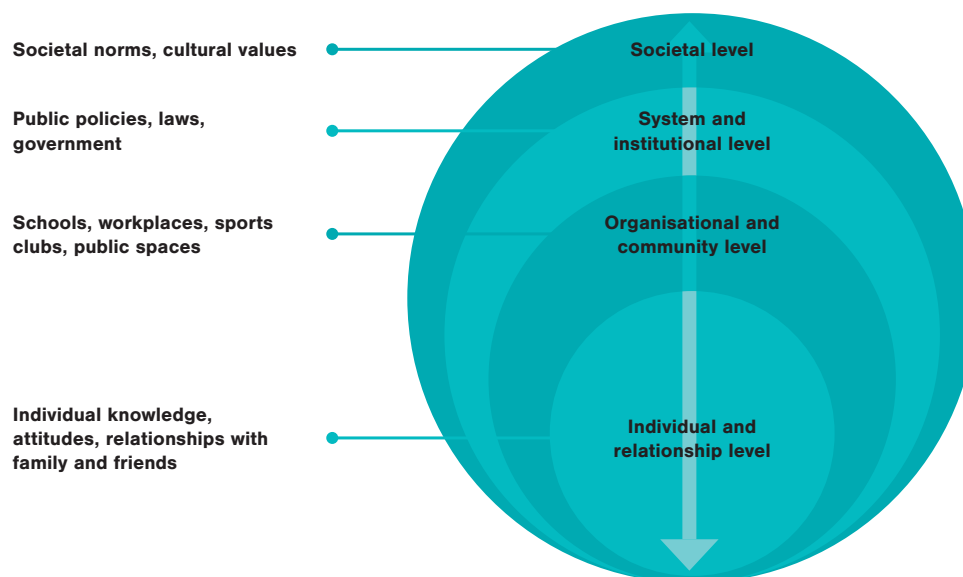 Societal norms, cultural values
Societal level
Public policies, laws,
government
System and
institutional level
Schools, workplaces, sports
clubs, public spaces
Organisational and
community level
Individual knowledge,
attitudes, relationships with
family and friends
Individual and
relationship level